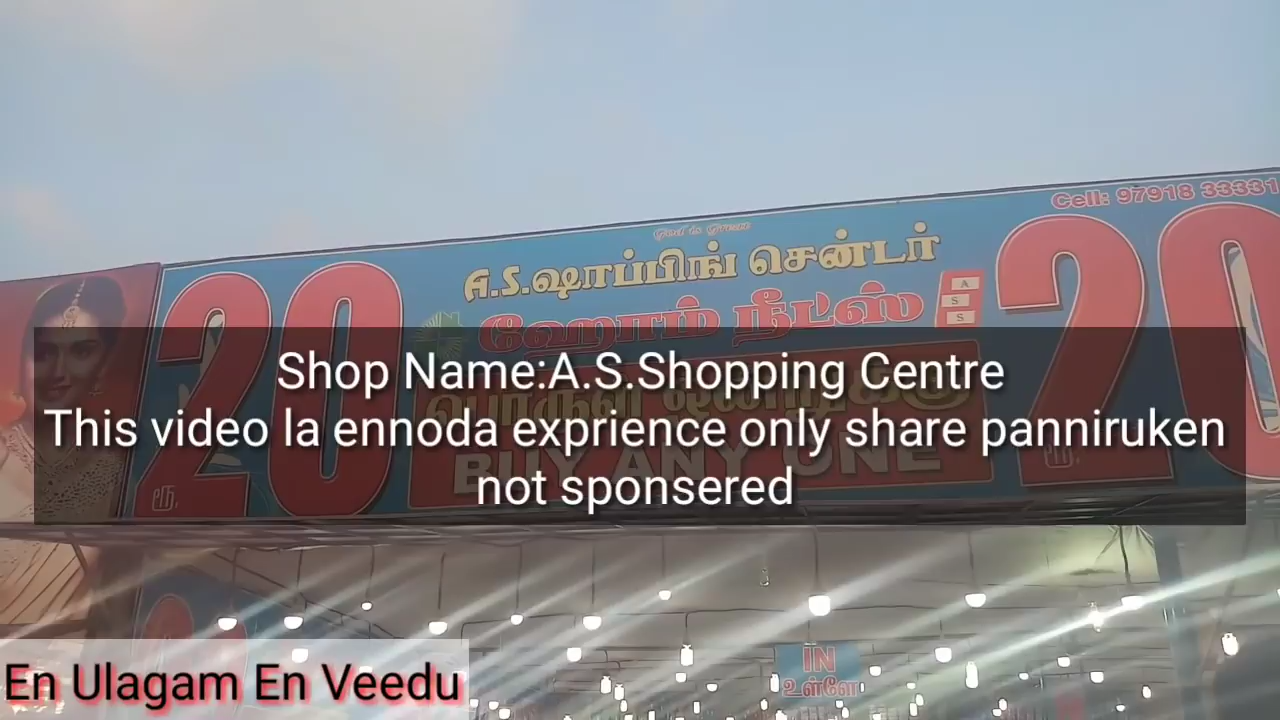 Cell: 97918 33331
God is Great
A.S.ஷாப்பிங் சென்டர்
ஹோம் நீட்ஸ்
20
20
A
S
S
Shop Name:A.S.Shopping Centre
This video la ennoda exprience only share panniruken
not sponsered
BUY ANY ONE
ரூ.
ரூ.
IN
உள்ளே
En Ulagam En Veedu